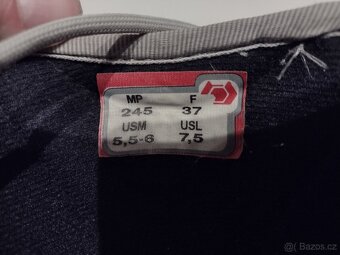 MP F
245 37
USM USL
5,5-6 7,5
Bazos.cz